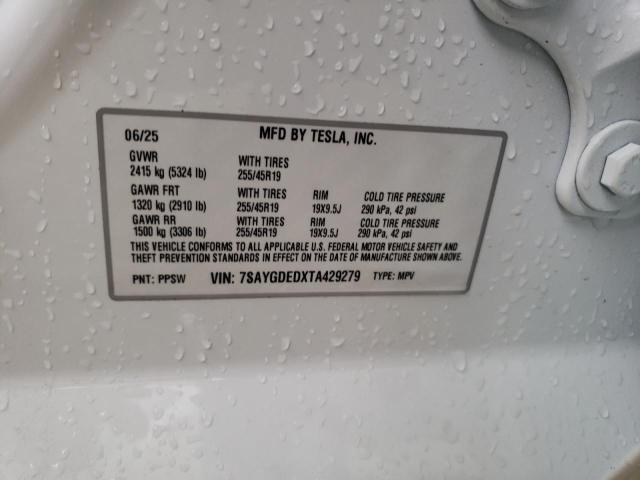 06/25 MFD BY TESLA, INC.
GVWR WITH TIRES
2415 kg (5324 lb) 255/45R19
GAWR FRT WITH TIRES RIM COLD TIRE PRESSURE
1320 kg (2910 lb) 255/45R19 19X9.5J 290 kPa, 42 psi
GAWR RR WITH TIRES RIM COLD TIRE PRESSURE
1500 kg (3306 lb) 255/45R19 19X9.5J 290 kPa, 42 psi
THIS VEHICLE CONFORMS TO ALL APPLICABLE U.S. FEDERAL MOTOR VEHICLE SAFETY AND
THEFT PREVENTION STANDARDS IN EFFECT ON THE DATE OF MANUFACTURE SHOWN ABOVE.
PNT: PPSW VIN: 7SAYGDEDXTA429279 TYPE: MPV